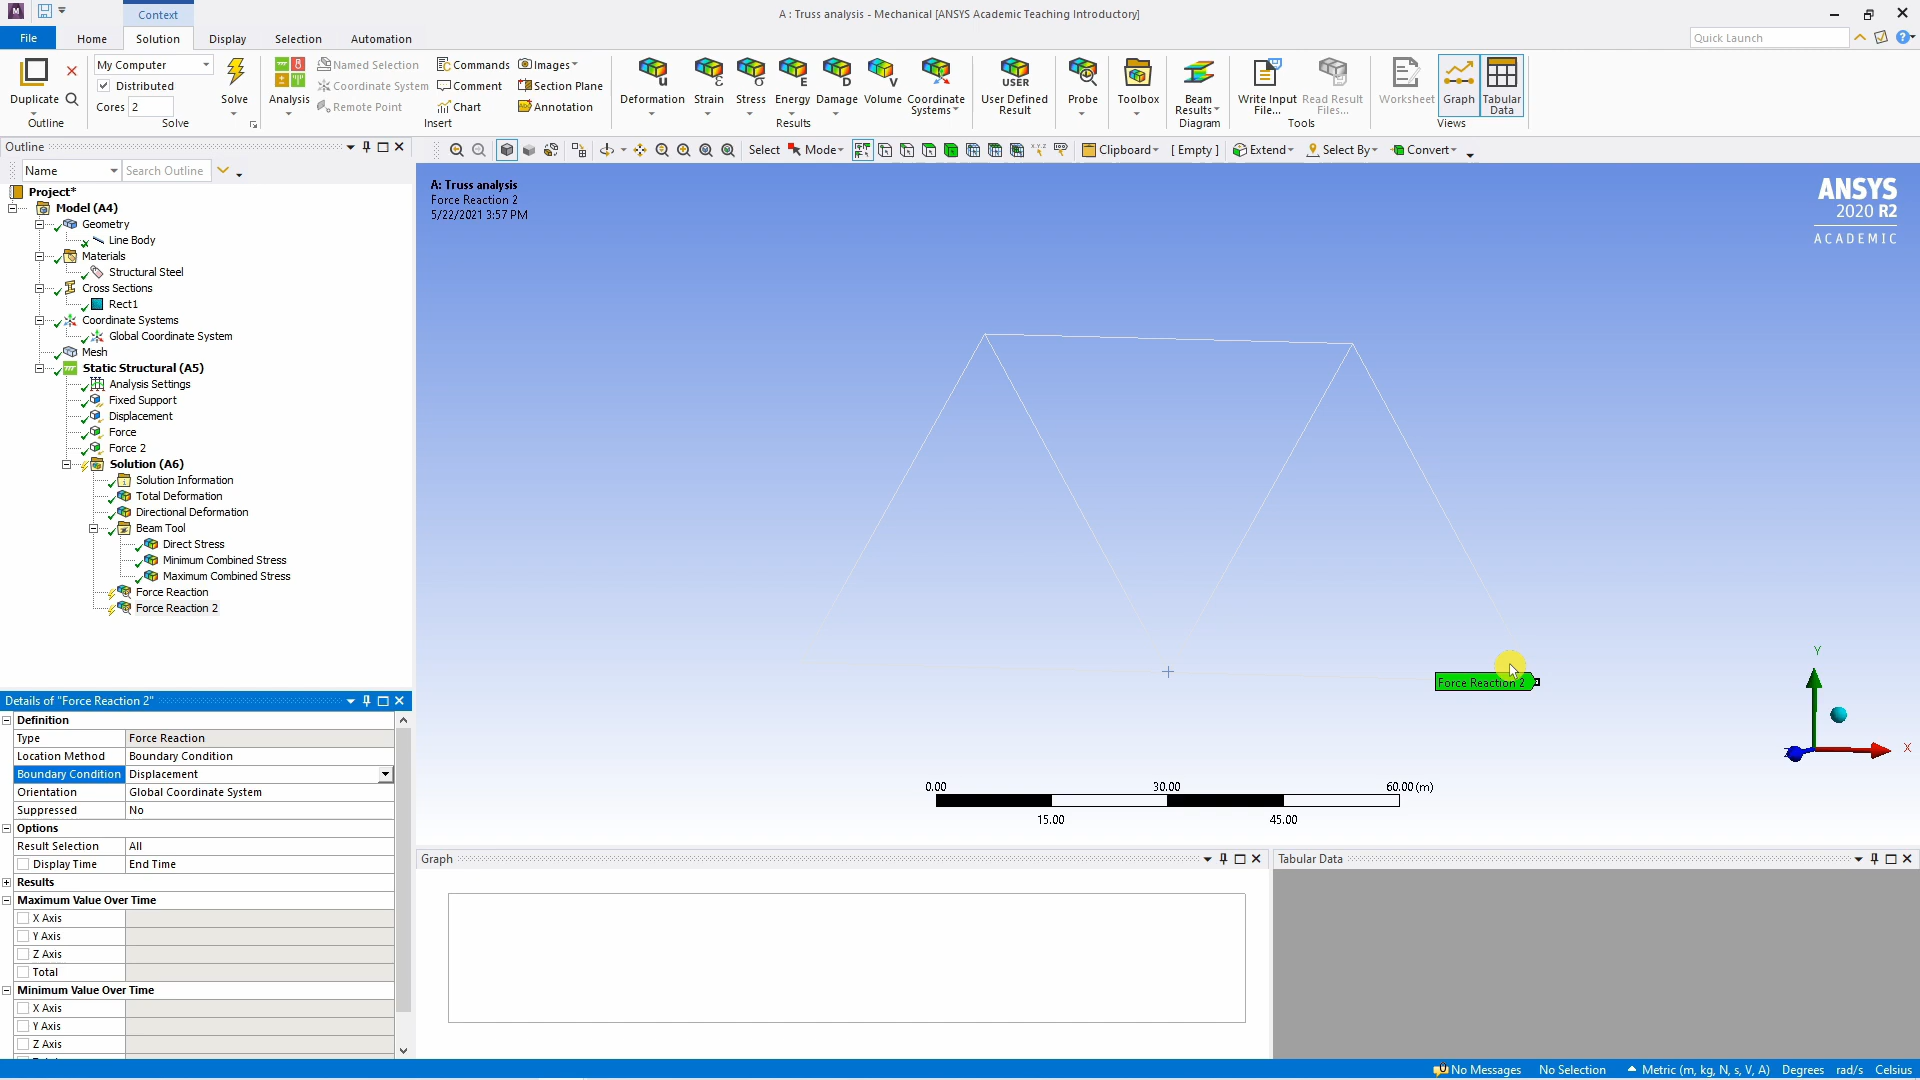 Context
A : Truss analysis - Mechanical [ANSYS Academic Teaching Introductory]
File
Home
Solution
Display
Selection
Automation
Quick Launch
Duplicate
Outline
My Computer
Distributed
Cores 2
Solve
Solve
Analysis
Named Selection
Coordinate System
Remote Point
Commands
Comment
Chart
Images
Section Plane
Annotation
Insert
Deformation
Strain
Stress
Energy
Damage
Volume
Coordinate
Systems
Results
User Defined
Result
Probe
Toolbox
Beam
Results
Diagram
Write Input
File...
Read Result
Files...
Tools
Worksheet
Graph
Tabular
Data
Views
Outline
Name
Search Outline
Select
Mode
Clipboard
[ Empty ]
Extend
Select By
Convert
Project*
Model (A4)
Geometry
Line Body
Materials
Structural Steel
Cross Sections
Rect1
Coordinate Systems
Global Coordinate System
Mesh
Static Structural (A5)
Analysis Settings
Fixed Support
Displacement
Force
Force 2
Solution (A6)
Solution Information
Total Deformation
Directional Deformation
Beam Tool
Direct Stress
Minimum Combined Stress
Maximum Combined Stress
Force Reaction
Force Reaction 2
A: Truss analysis
Force Reaction 2
5/22/2021 3:57 PM
ANSYS
2020 R2
ACADEMIC
Force Reaction 2
Y
X
Z
0.00
30.00
60.00 (m)
15.00
45.00
Details of "Force Reaction 2"
Definition
Type Force Reaction
Location Method Boundary Condition
Boundary Condition Displacement
Orientation Global Coordinate System
Suppressed No
Options
Result Selection All
Display Time End Time
Results
Maximum Value Over Time
X Axis
Y Axis
Z Axis
Total
Minimum Value Over Time
X Axis
Y Axis
Z Axis
Graph
Tabular Data
No Messages
No Selection
Metric (m, kg, N, s, V, A)
Degrees
rad/s
Celsius